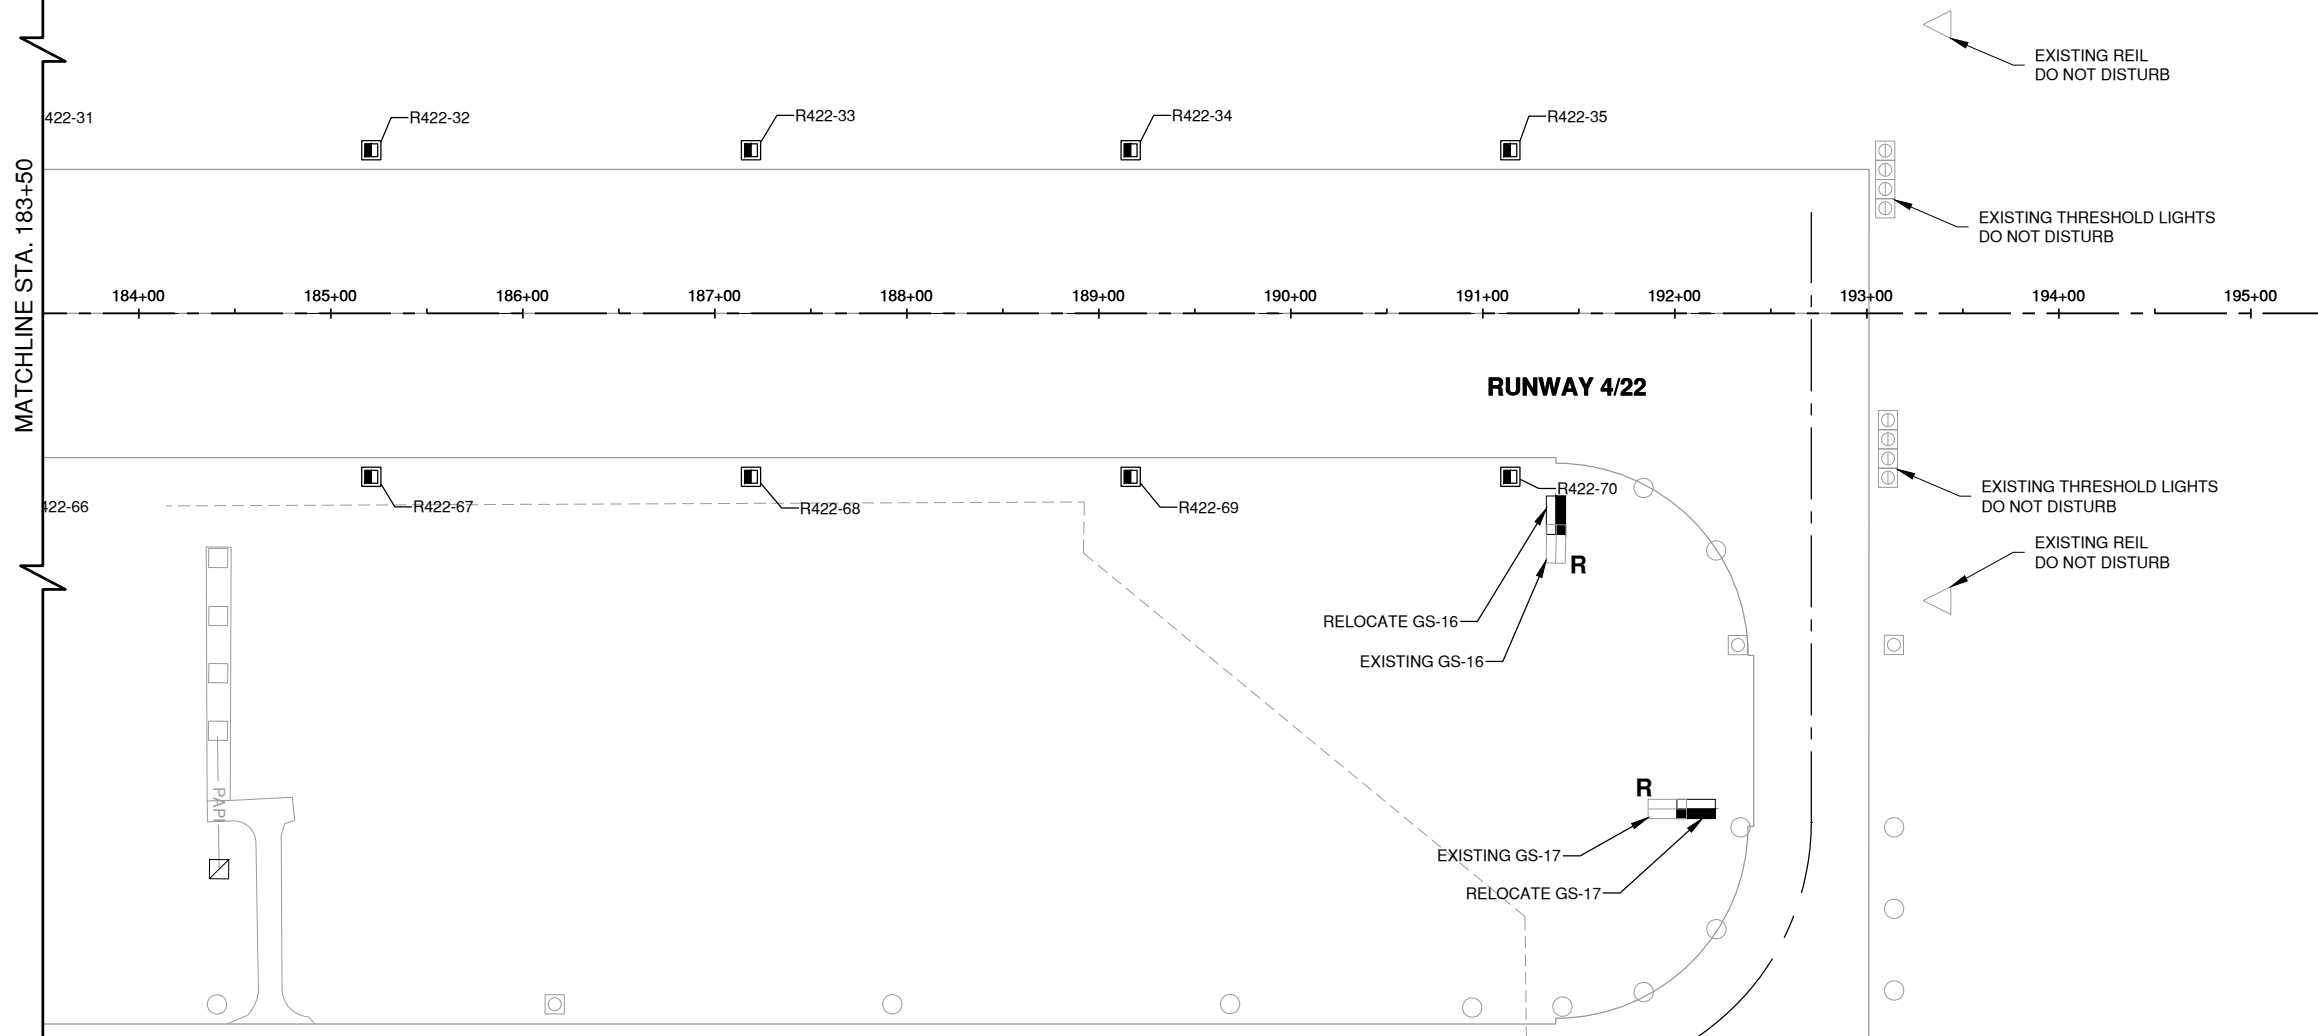 EXISTING REIL
DO NOT DISTURB
422-31
R422-32
R422-33
R422-34
R422-35
MATCHLINE STA. 183+50
EXISTING THRESHOLD LIGHTS
DO NOT DISTURB
184+00
185+00
186+00
187+00
188+00
189+00
190+00
191+00
192+00
193+00
194+00
195+00
RUNWAY 4/22
422-66
R422-67
R422-68
R422-69
R422-70
EXISTING THRESHOLD LIGHTS
DO NOT DISTURB
EXISTING REIL
DO NOT DISTURB
R
RELOCATE GS-16
EXISTING GS-16
R
PAPI
EXISTING GS-17
RELOCATE GS-17